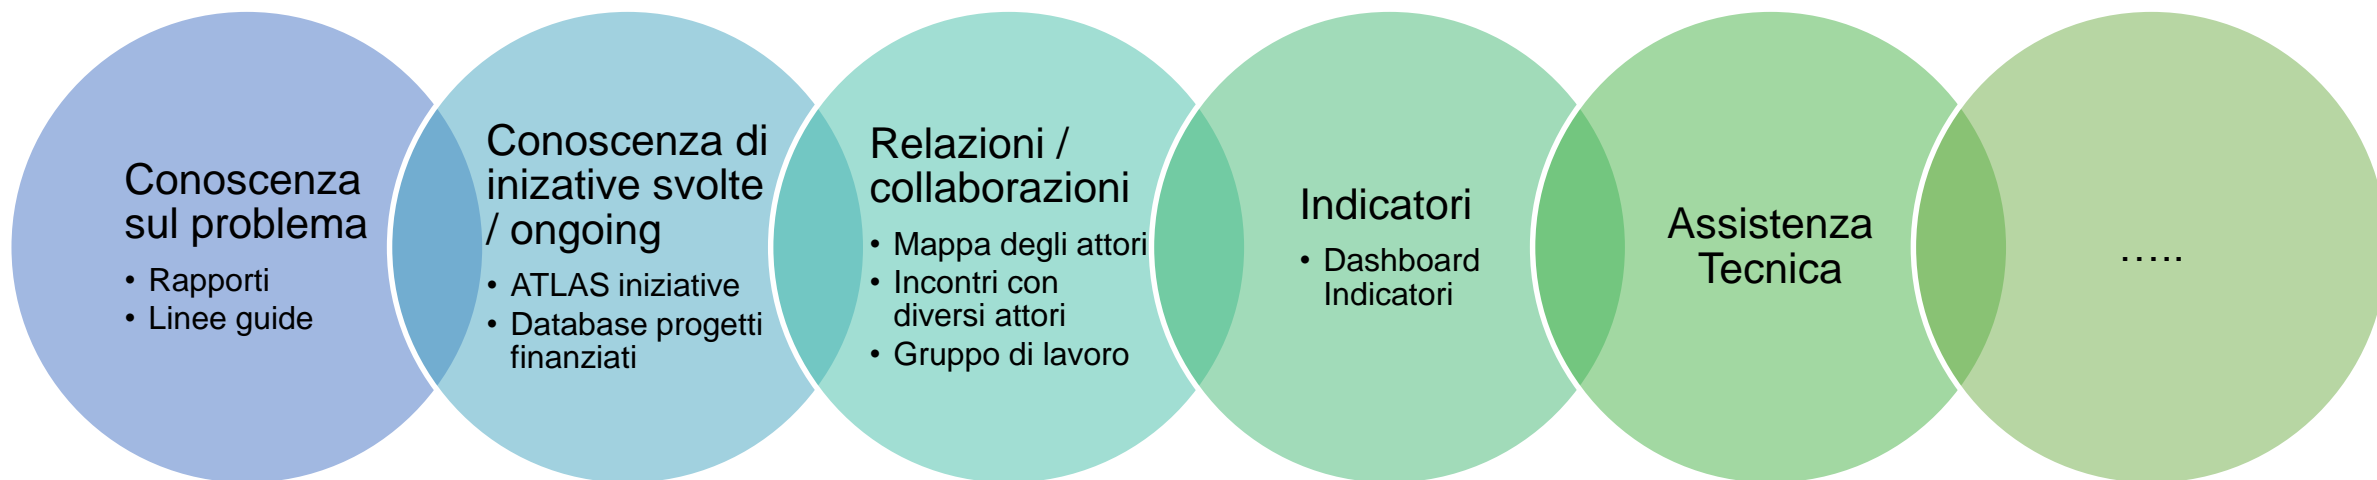 Conoscenza
sul problema
• Rapporti
• Linee guide
Conoscenza di
inizative svolte
/ ongoing
• ATLAS iniziative
• Database progetti
finanziati
Relazioni /
collaborazioni
• Mappa degli attori
• Incontri con
diversi attori
• Gruppo di lavoro
Indicatori
• Dashboard
Indicatori
Assistenza
Tecnica
…..